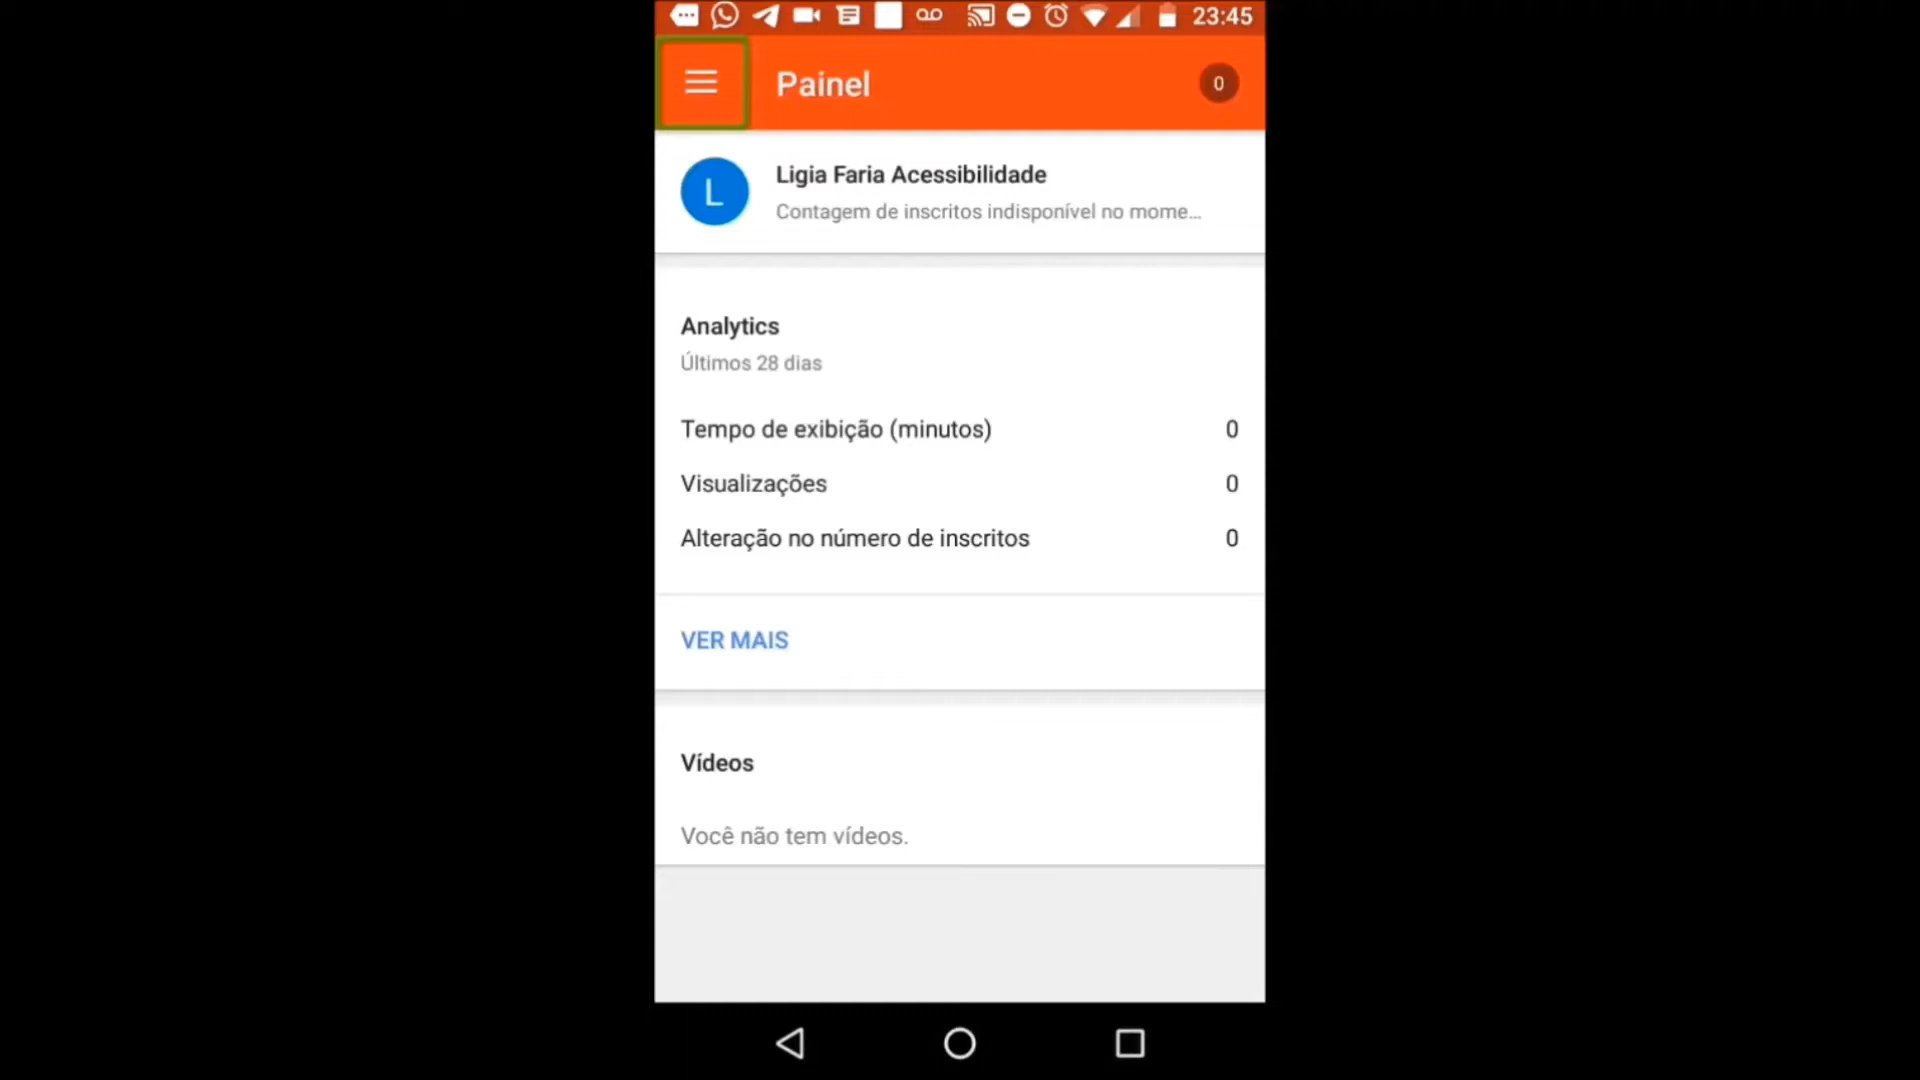 23:45
Painel
0
L
Ligia Faria Acessibilidade
Contagem de inscritos indisponível no mome...
Analytics
Últimos 28 dias
Tempo de exibição (minutos) 0
Visualizações 0
Alteração no número de inscritos 0
VER MAIS
Vídeos
Você não tem vídeos.